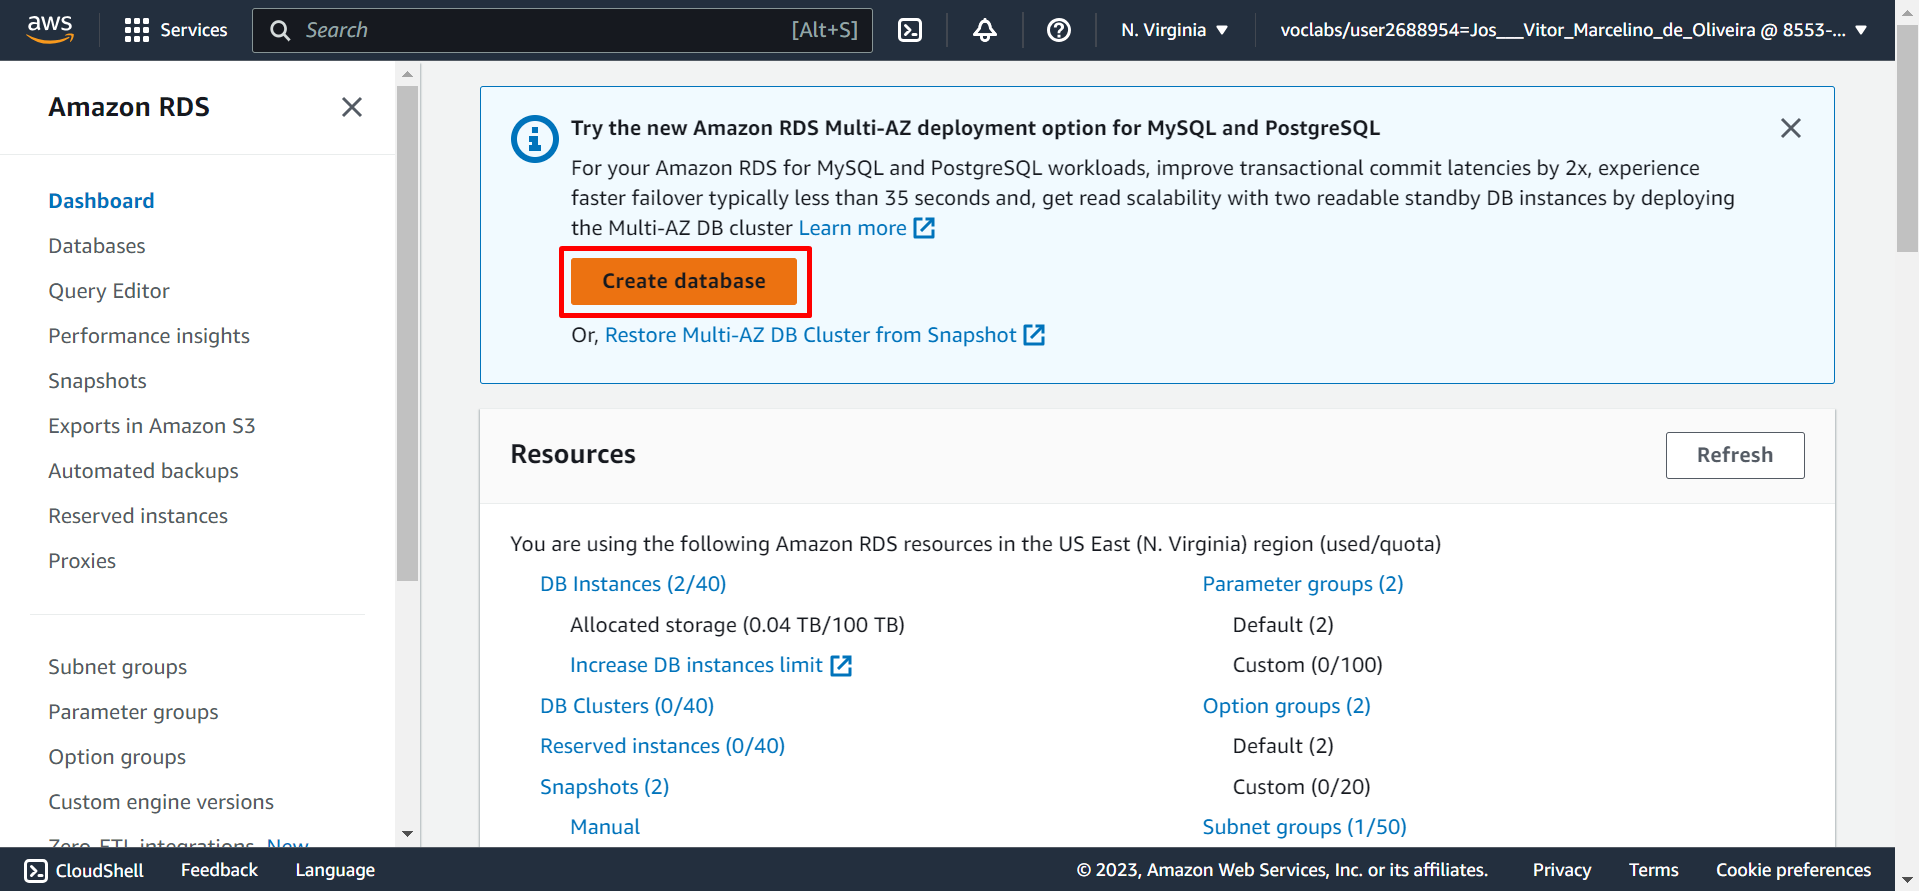 aws
Services
Search
[Alt+S]
N. Virginia
voclabs/user2688954=Jos___Vitor_Marcelino_de_Oliveira @ 8553-...
Amazon RDS
Dashboard
Databases
Query Editor
Performance insights
Snapshots
Exports in Amazon S3
Automated backups
Reserved instances
Proxies
Subnet groups
Parameter groups
Option groups
Custom engine versions
Zero-ETL integrations New
Try the new Amazon RDS Multi-AZ deployment option for MySQL and PostgreSQL
For your Amazon RDS for MySQL and PostgreSQL workloads, improve transactional commit latencies by 2x, experience
faster failover typically less than 35 seconds and, get read scalability with two readable standby DB instances by deploying
the Multi-AZ DB cluster Learn more
Create database
Or, Restore Multi-AZ DB Cluster from Snapshot
Resources
Refresh
You are using the following Amazon RDS resources in the US East (N. Virginia) region (used/quota)
DB Instances (2/40)
Allocated storage (0.04 TB/100 TB)
Increase DB instances limit
DB Clusters (0/40)
Reserved instances (0/40)
Snapshots (2)
Manual
Parameter groups (2)
Default (2)
Custom (0/100)
Option groups (2)
Default (2)
Custom (0/20)
Subnet groups (1/50)
CloudShell
Feedback
Language
© 2023, Amazon Web Services, Inc. or its affiliates.
Privacy
Terms
Cookie preferences